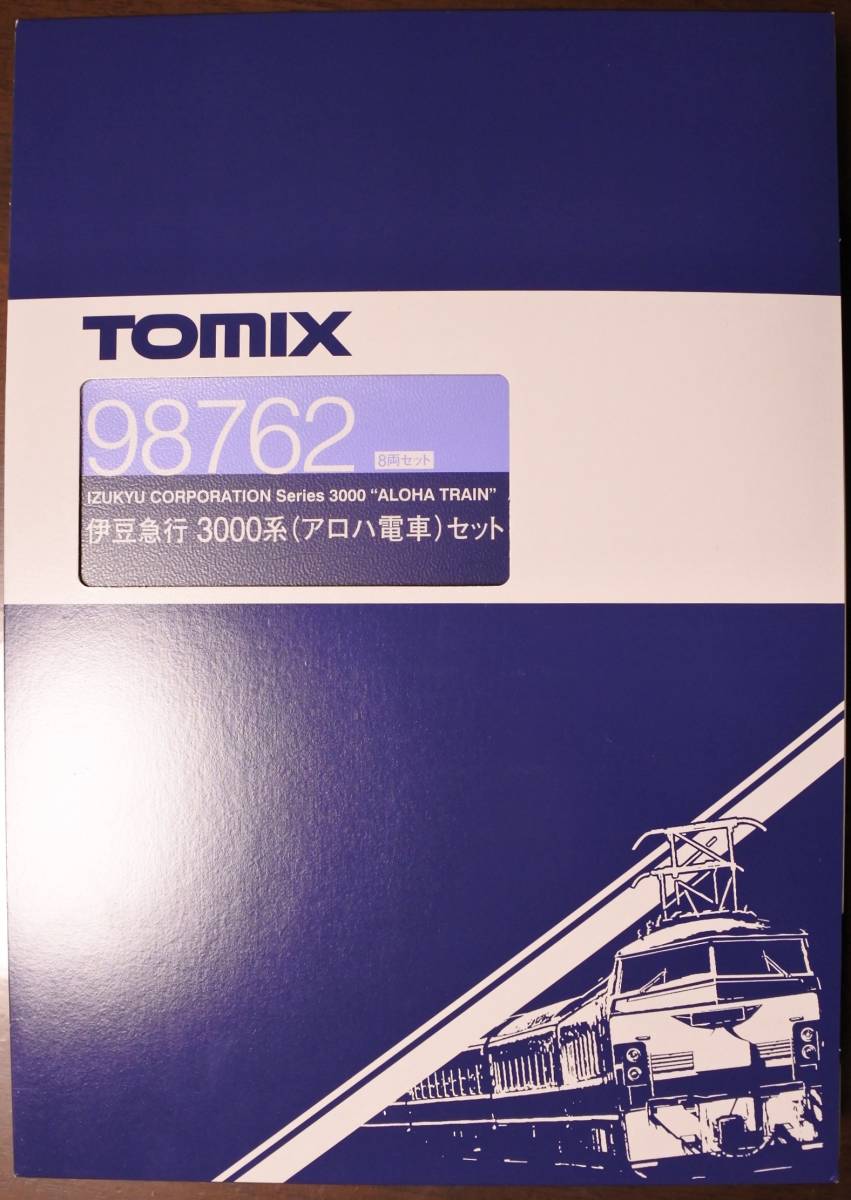 TOMIX
98762 8両セット
IZUKYU CORPORATION Series 3000 “ALOHA TRAIN”
伊豆急行 3000系(アロハ電車)セット